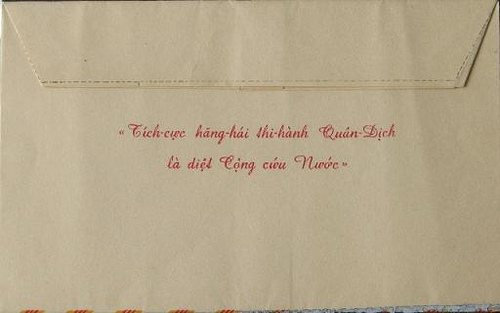 « Tích-cực hăng-hái thi-hành Quân-Dịch
là diệt Cộng cứu Nước »